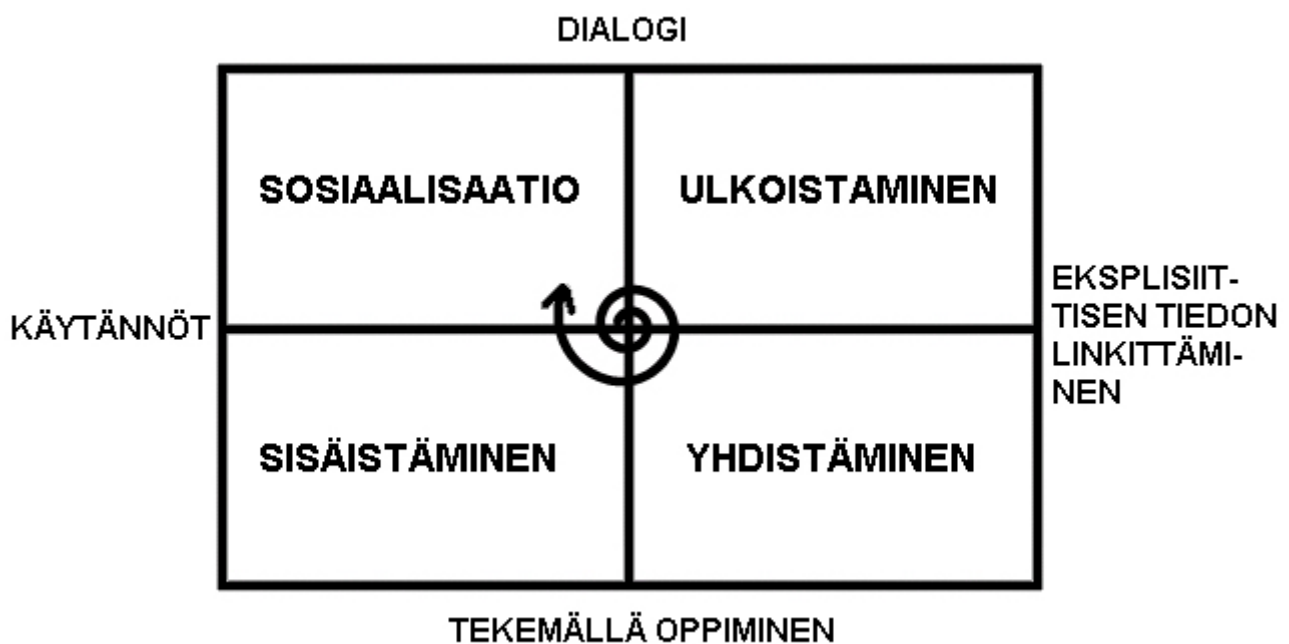 DIALOGI
SOSIAALISAATIO
ULKOISTAMINEN
KÄYTÄNNÖT
EKSPLISIIT-
TISEN TIEDON
LINKITTÄMI-
NEN
SISÄISTÄMINEN
YHDISTÄMINEN
TEKEMÄLLÄ OPPIMINEN